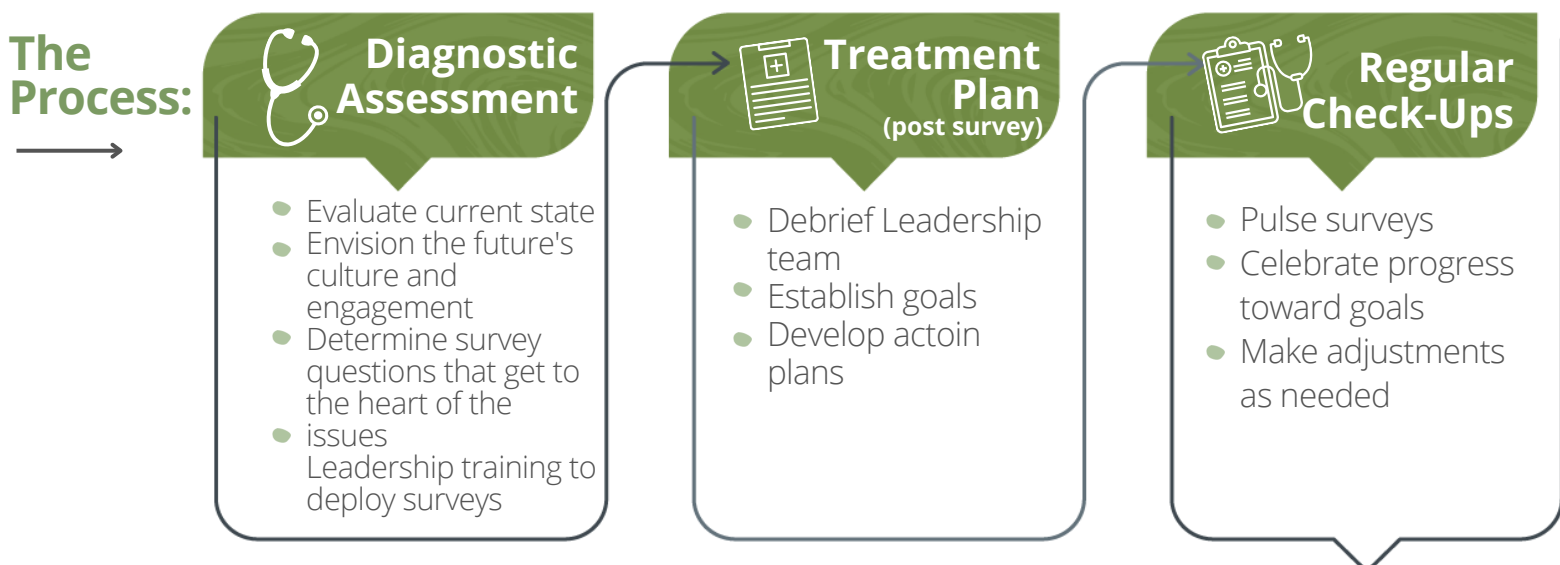 The
Process:
Diagnostic
Assessment
Evaluate current state
Envision the future's
culture and
engagement
Determine survey
questions that get to
the heart of the
issues
Leadership training to
deploy surveys
Treatment
Plan
(post survey)
Debrief Leadership
team
Establish goals
Develop actoin
plans
Regular
Check-Ups
Pulse surveys
Celebrate progress
toward goals
Make adjustments
as needed